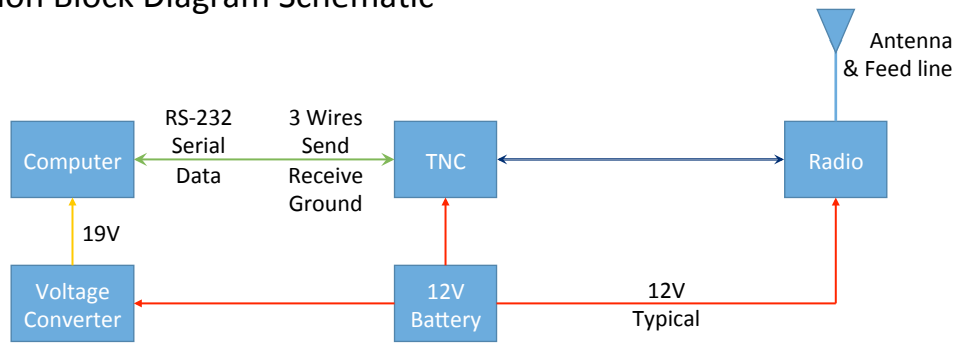 ion Block Diagram Schematic
Antenna
& Feed line
RS-232
Serial
Data
3 Wires
Send
Receive
Ground
Computer
TNC
Radio
19V
Voltage
Converter
12V
Battery
12V
Typical